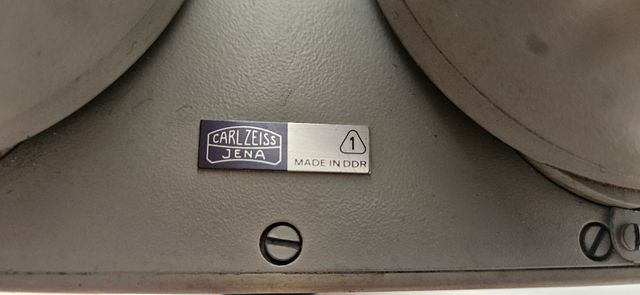 CARL ZEISS
JENA
1
MADE IN DDR